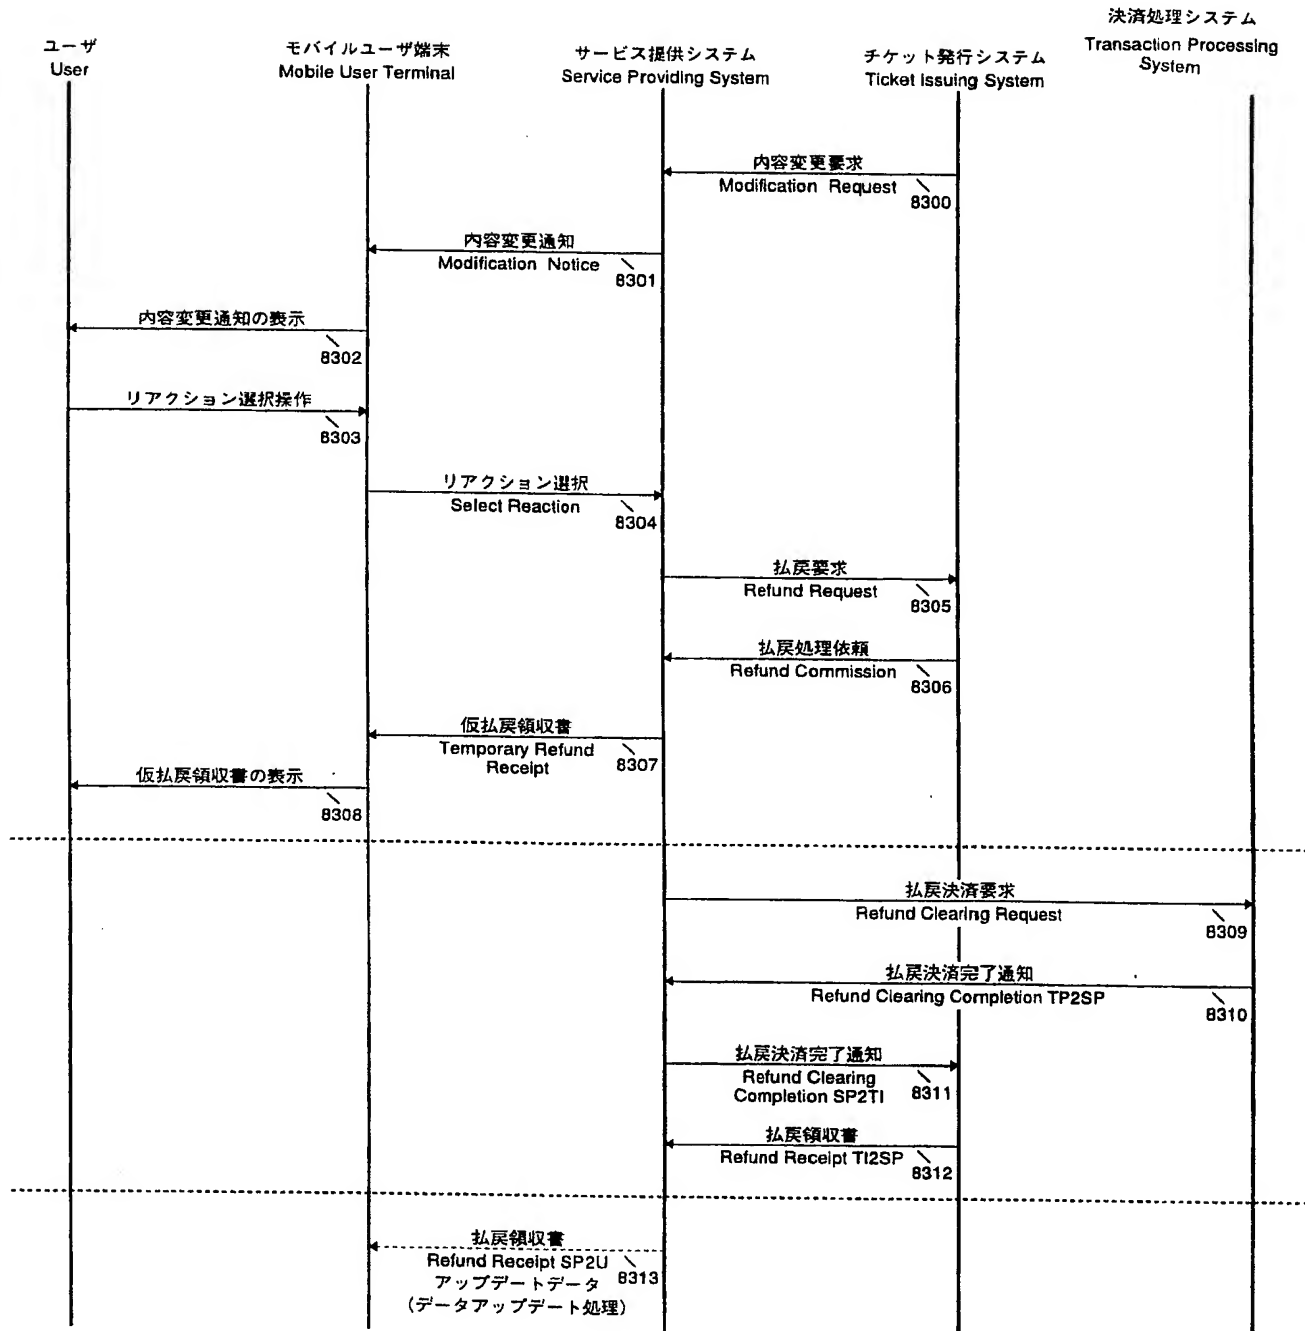 ユーザ
User
モバイルユーザ端末
Mobile User Terminal
サービス提供システム
Service Providing System
チケット発行システム
Ticket Issuing System
決済処理システム
Transaction Processing
System
内容変更要求
Modification Request
8300
内容変更通知
Modification Notice
8301
内容変更通知の表示
8302
リアクション選択操作
8303
リアクション選択
Select Reaction
8304
払戻要求
Refund Request
8305
払戻処理依頼
Refund Commission
8306
仮払戻領収書
Temporary Refund
Receipt
8307
仮払戻領収書の表示
8308
払戻決済要求
Refund Clearing Request
8309
払戻決済完了通知
Refund Clearing Completion TP2SP
8310
払戻決済完了通知
Refund Clearing
Completion SP2TI
8311
払戻領収書
Refund Receipt TI2SP
8312
払戻領収書
Refund Receipt SP2U
8313
アップデートデータ
(データアップデート処理)